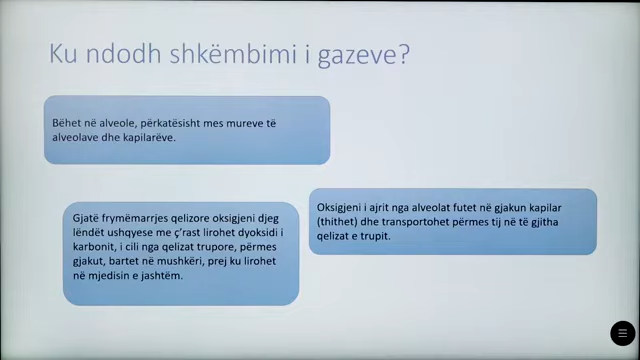 Ku ndodh shkëmbimi i gazeve?
Bëhet në alveole, përkatësisht mes mureve të
alveolave dhe kapilarëve.
Oksigjeni i ajrit nga alveolat futet në gjakun kapilar
(thithet) dhe transportohet përmes tij në të gjitha
qelizat e trupit.
Gjatë frymëmarrjes qelizore oksigjeni djeg
lëndët ushqyese me ç’rast lirohet dyoksidi i
karbonit, i cili nga qelizat trupore, përmes
gjakut, bartet në mushkëri, prej ku lirohet
në mjedisin e jashtëm.